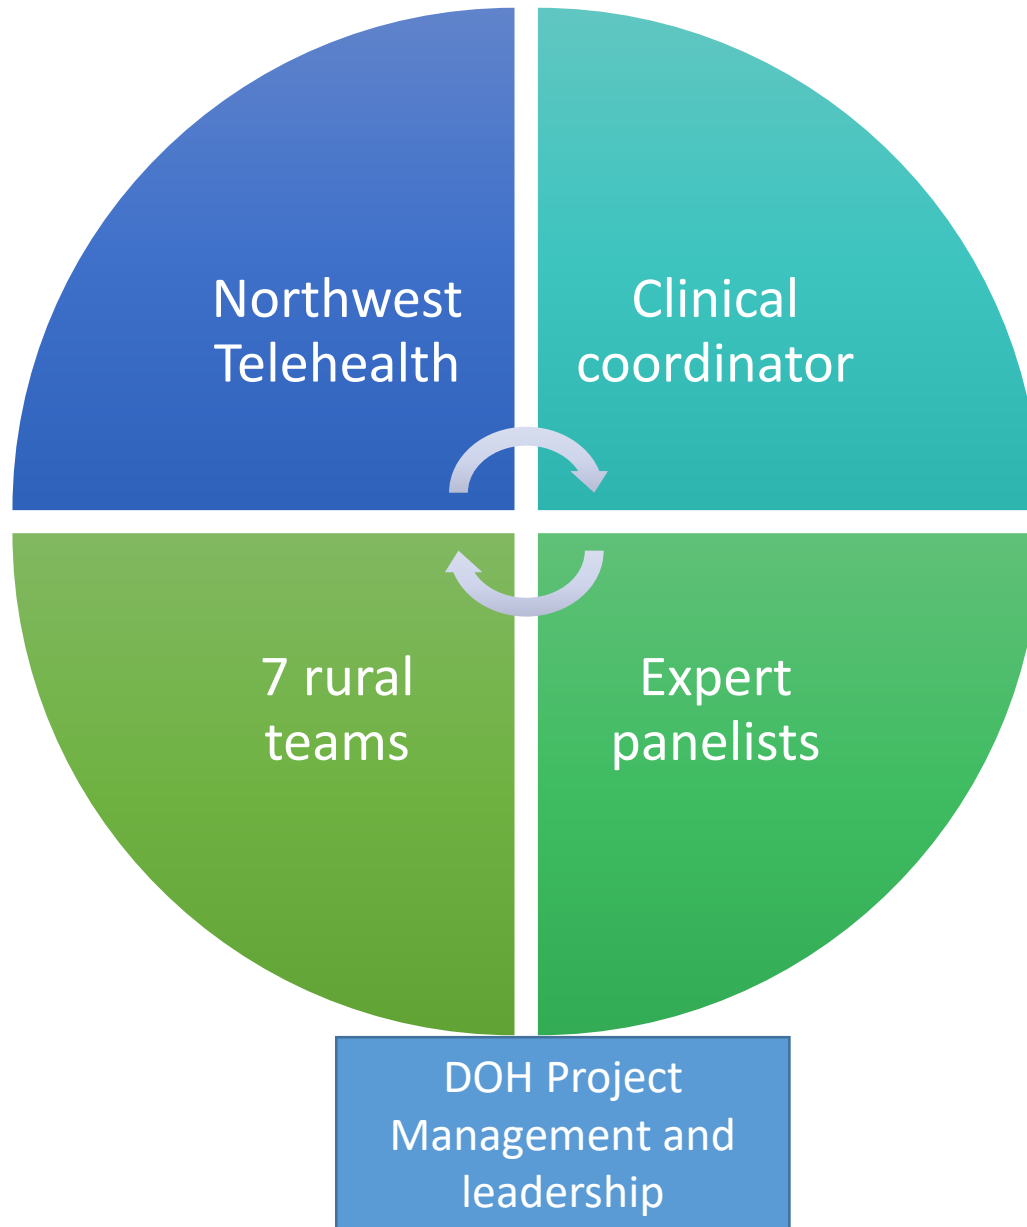 Northwest
Telehealth
Clinical
coordinator
7 rural
teams
Expert
panelists
DOH Project
Management and
leadership